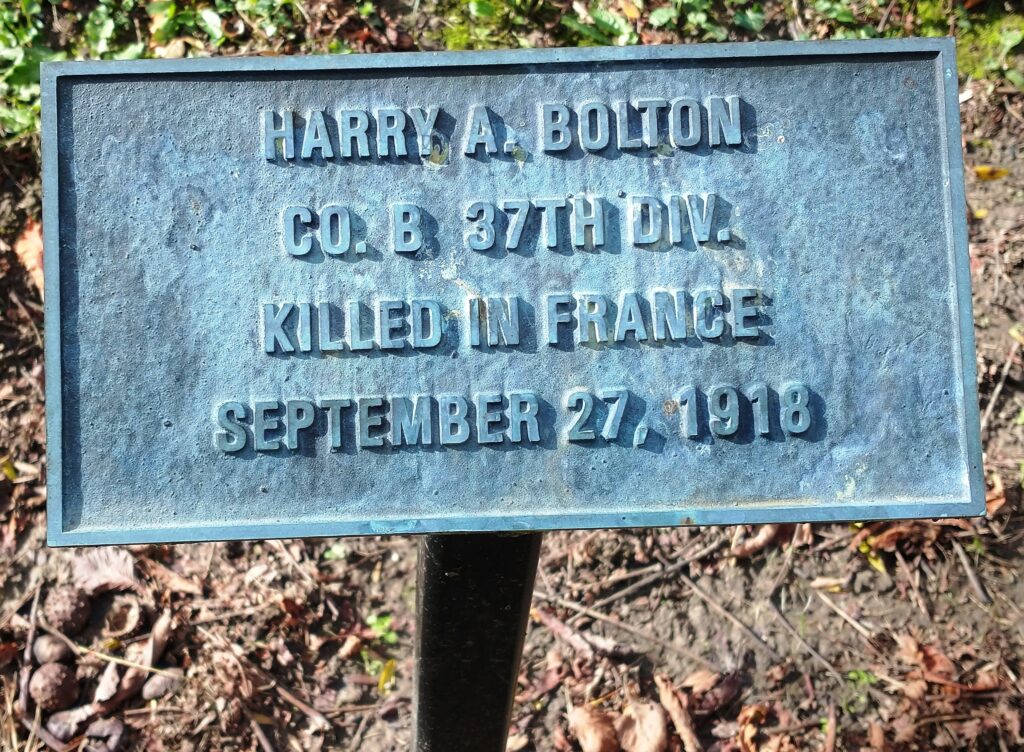 HARRY A. BOLTON
CO. B 37TH DIV.
KILLED IN FRANCE
SEPTEMBER 27, 1918